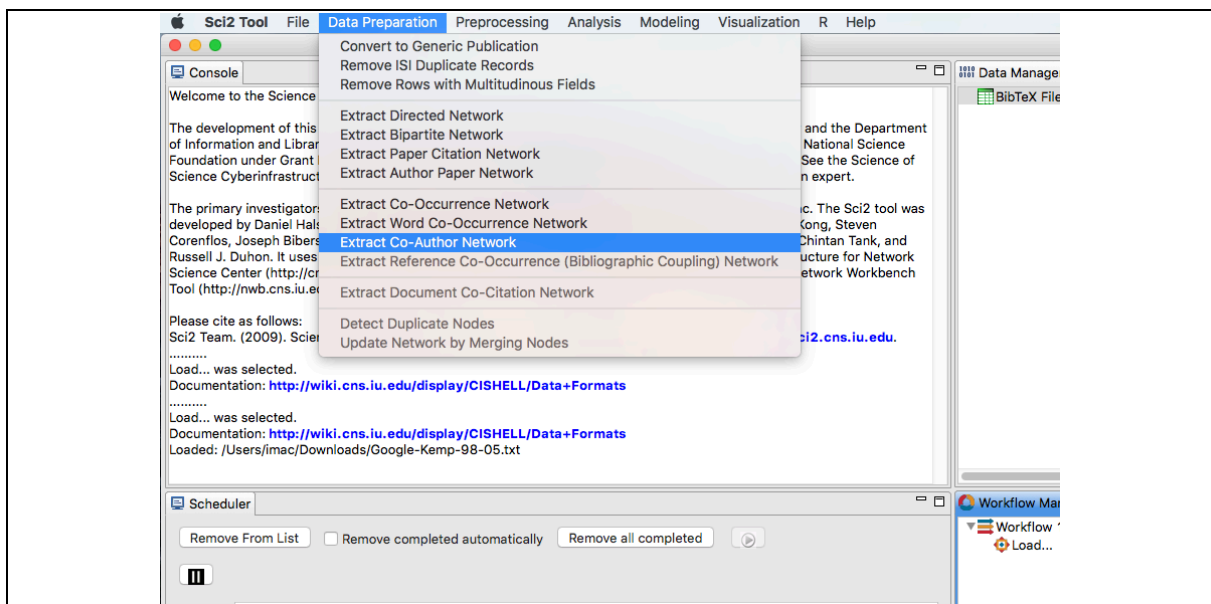 Sci2 Tool File Data Preparation Preprocessing Analysis Modeling Visualization R Help
Convert to Generic Publication
Remove ISI Duplicate Records
Remove Rows with Multitudinous Fields
Extract Directed Network
Extract Bipartite Network
Extract Paper Citation Network
Extract Author Paper Network
Extract Co-Occurrence Network
Extract Word Co-Occurrence Network
Extract Co-Author Network
Extract Reference Co-Occurrence (Bibliographic Coupling) Network
Extract Document Co-Citation Network
Detect Duplicate Nodes
Update Network by Merging Nodes
Console
Welcome to the Science
The development of this and the Department
of Information and Librar National Science
Foundation under Grant See the Science of
Science Cyberinfrastruct n expert.
The primary investigator c. The Sci2 tool was
developed by Daniel Hals Kong, Steven
Corenflos, Joseph Bibers Chintan Tank, and
Russell J. Duhon. It uses ucture for Network
Science Center (http://cr etwork Workbench
Tool (http://nwb.cns.iu.e
Please cite as follows:
Sci2 Team. (2009). Scier ci2.cns.iu.edu.
..........
Load... was selected.
Documentation: http://wiki.cns.iu.edu/display/CISHELL/Data+Formats
..........
Load... was selected.
Documentation: http://wiki.cns.iu.edu/display/CISHELL/Data+Formats
Loaded: /Users/imac/Downloads/Google-Kemp-98-05.txt
Data Manage
BibTeX File
Scheduler
Remove From List Remove completed automatically Remove all completed
Workflow Mar
Workflow
Load...